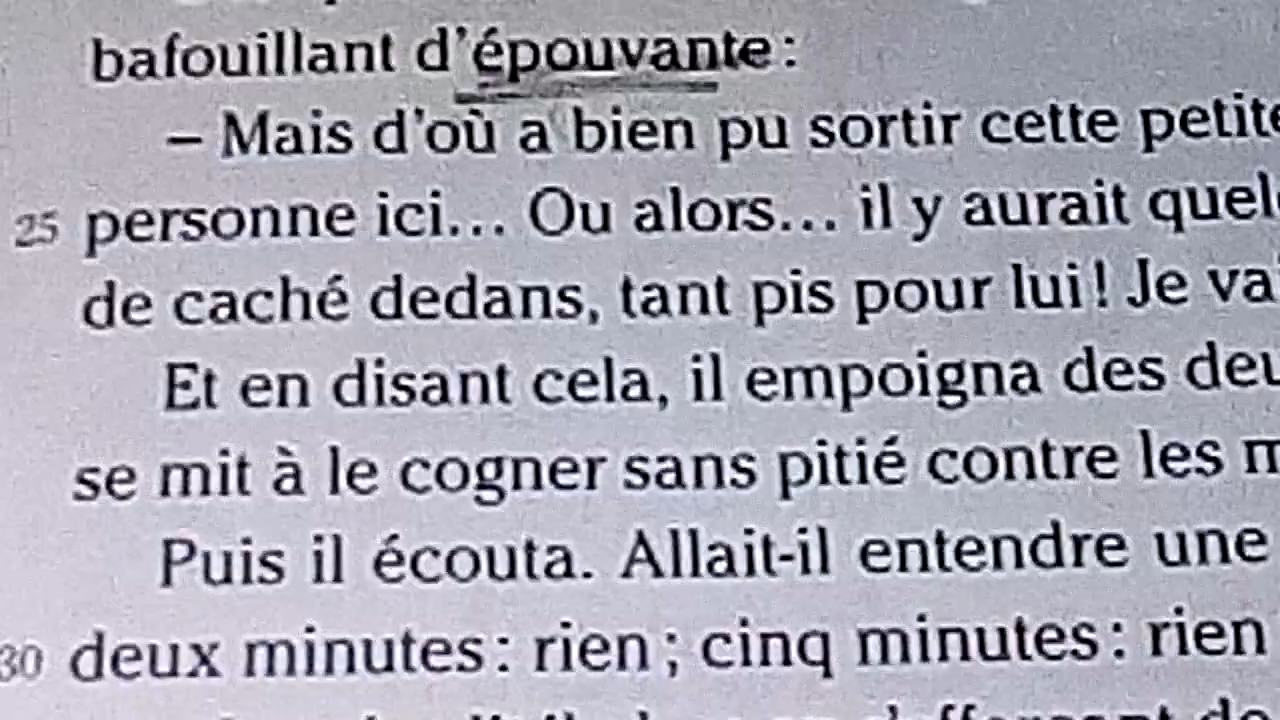 bafouillant d'épouvante :
– Mais d'où a bien pu sortir cette petite
25 personne ici... Ou alors... il y aurait quel
de caché dedans, tant pis pour lui ! Je va
Et en disant cela, il empoigna des deu
se mit à le cogner sans pitié contre les m
Puis il écouta. Allait-il entendre une
30 deux minutes : rien ; cinq minutes : rien